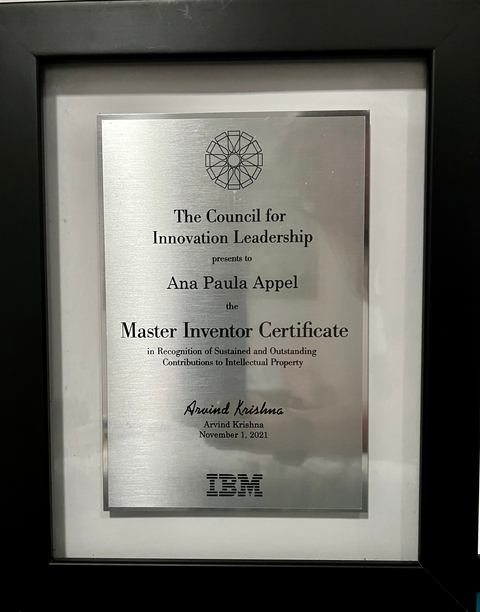 The Council for
Innovation Leadership
presents to
Ana Paula Appel
the
Master Inventor Certificate
in Recognition of Sustained and Outstanding
Contributions to Intellectual Property
Arvind Krishna
Arvind Krishna
November 1, 2021
IBM